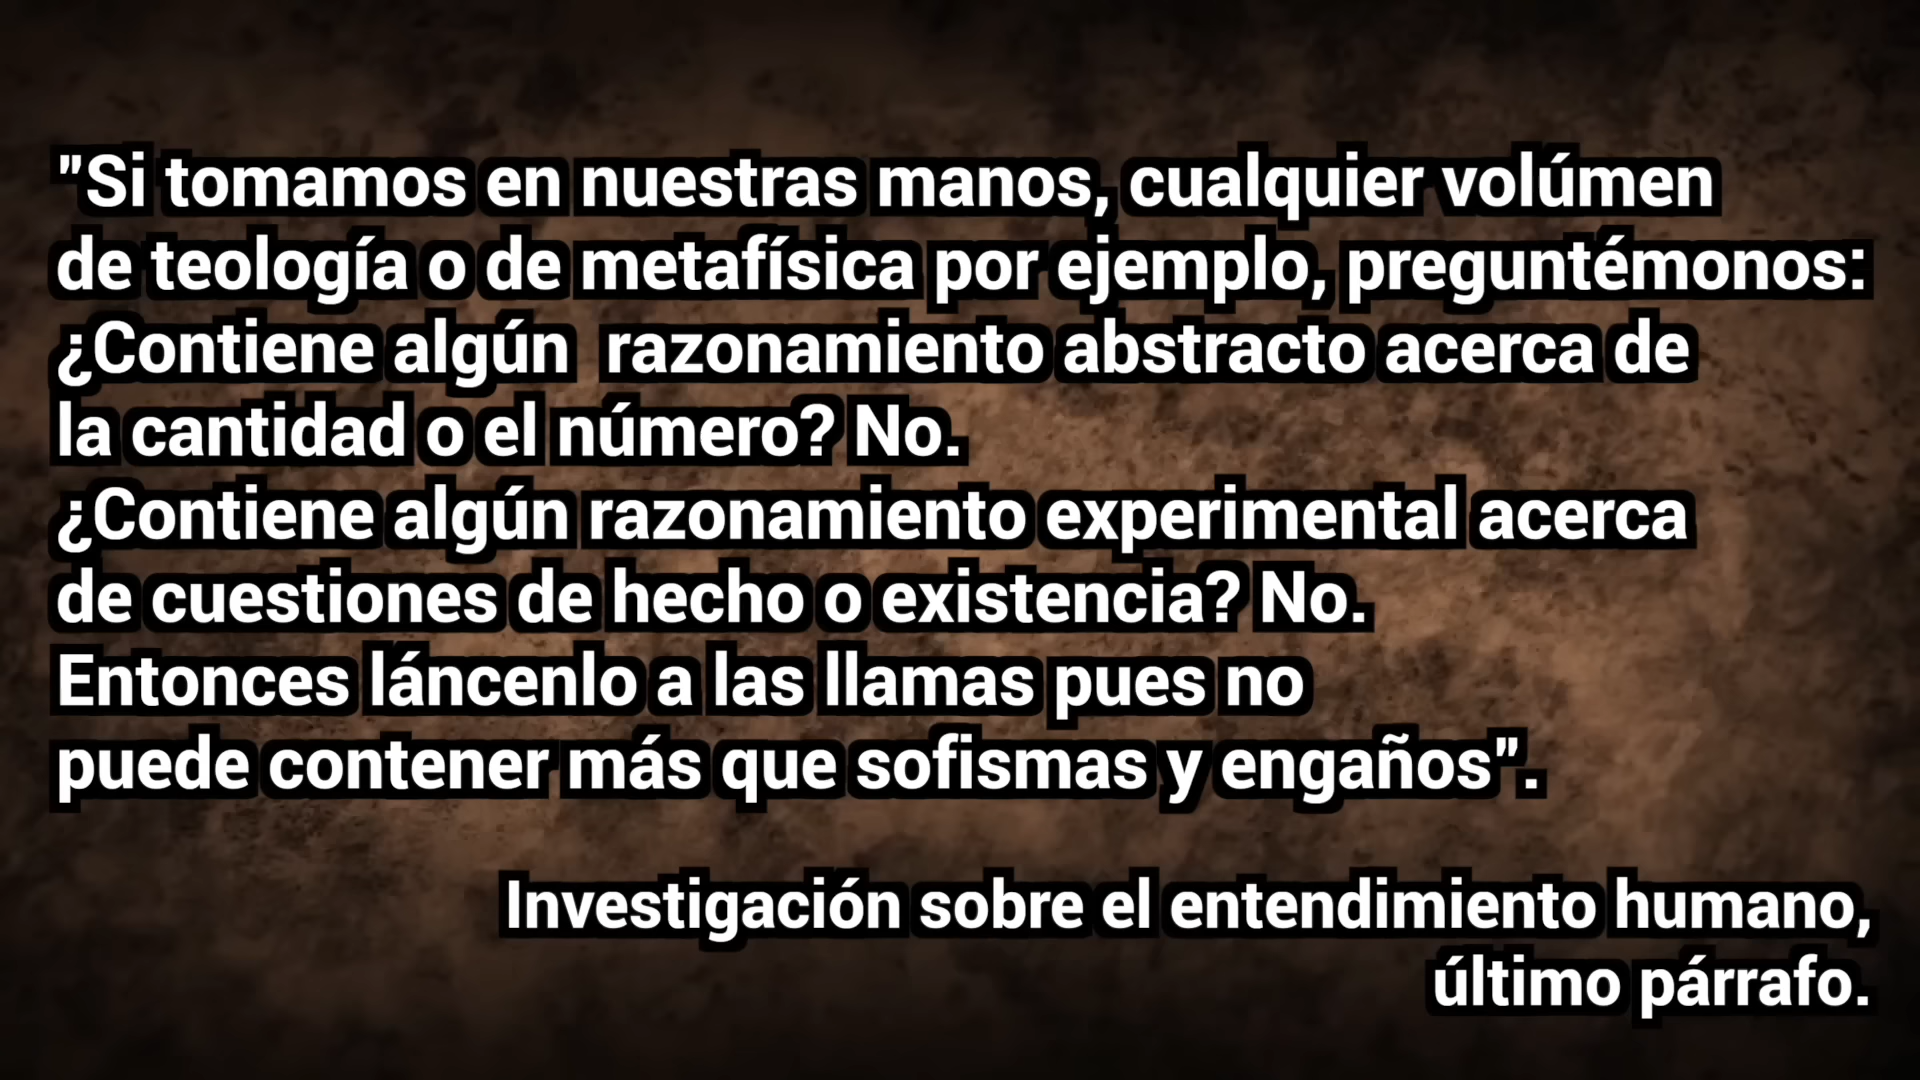 "Si tomamos en nuestras manos, cualquier volúmen
de teología o de metafísica por ejemplo, preguntémonos:
¿Contiene algún  razonamiento abstracto acerca de
la cantidad o el número? No.
¿Contiene algún razonamiento experimental acerca
de cuestiones de hecho o existencia? No.
Entonces láncenlo a las llamas pues no
puede contener más que sofismas y engaños".
Investigación sobre el entendimiento humano,
último párrafo.